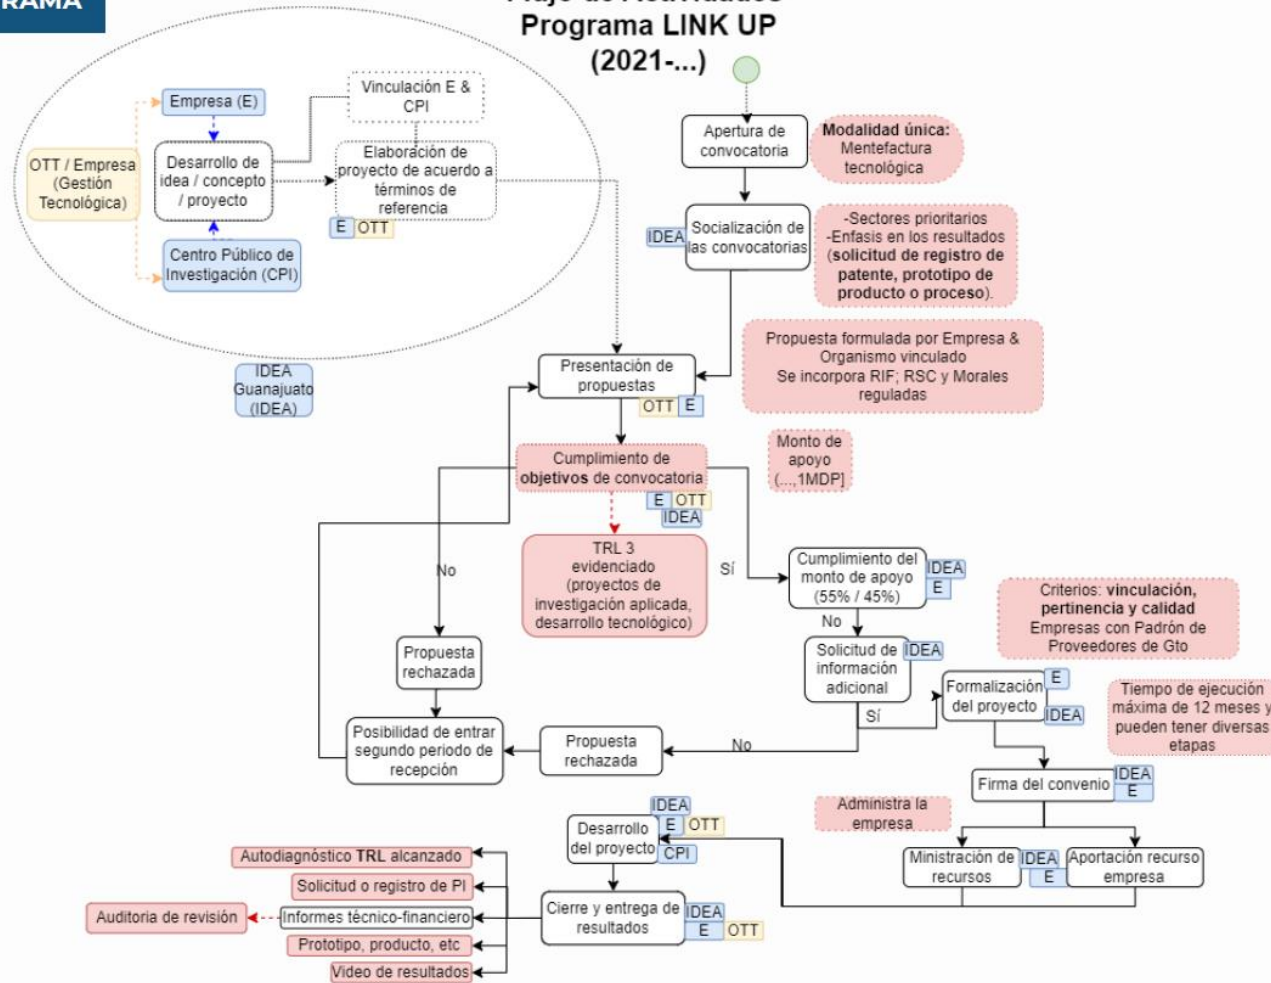 RAMA
Programa LINK UP
(2021-...)
Empresa (E)
Vinculación E &
CPI
OTT / Empresa
(Gestión
Tecnológica)
Desarrollo de
idea / concepto
/ proyecto
Elaboración de
proyecto de acuerdo a
términos de
referencia
E
OTT
Centro Público de
Investigación (CPI)
IDEA
Guanajuato
(IDEA)
Apertura de
convocatoria
Modalidad única:
Mentefactura
tecnológica
IDEA
Socialización de
las convocatorias
-Sectores prioritarios
-Enfasis en los resultados
(solicitud de registro de
patente, prototipo de
producto o proceso).
Propuesta formulada por Empresa &
Organismo vinculado
Se incorpora RIF; RSC y Morales
reguladas
Presentación de
propuestas
OTT
E
Cumplimiento de
objetivos de convocatoria
E
OTT
IDEA
Monto de
apoyo
(...,1MDP]
TRL 3
evidenciado
(proyectos de
investigación aplicada,
desarrollo tecnológico)
No
Sí
Cumplimiento del
monto de apoyo
(55% / 45%)
IDEA
E
No
Criterios: vinculación,
pertinencia y calidad
Empresas con Padrón de
Proveedores de Gto
Propuesta
rechazada
Solicitud de
información
adicional
IDEA
Formalización
del proyecto
E
IDEA
Tiempo de ejecución
máxima de 12 meses y
pueden tener diversas
etapas
Sí
No
Posibilidad de entrar
segundo periodo de
recepción
Propuesta
rechazada
Firma del convenio
IDEA
E
Administra la
empresa
Desarrollo
del proyecto
IDEA
E
OTT
CPI
Ministración de
recursos
IDEA
E
Aportación recurso
empresa
Autodiagnóstico TRL alcanzado
Solicitud o registro de PI
Auditoria de revisión
Informes técnico-financiero
Prototipo, producto, etc
Video de resultados
Cierre y entrega de
resultados
IDEA
E
OTT